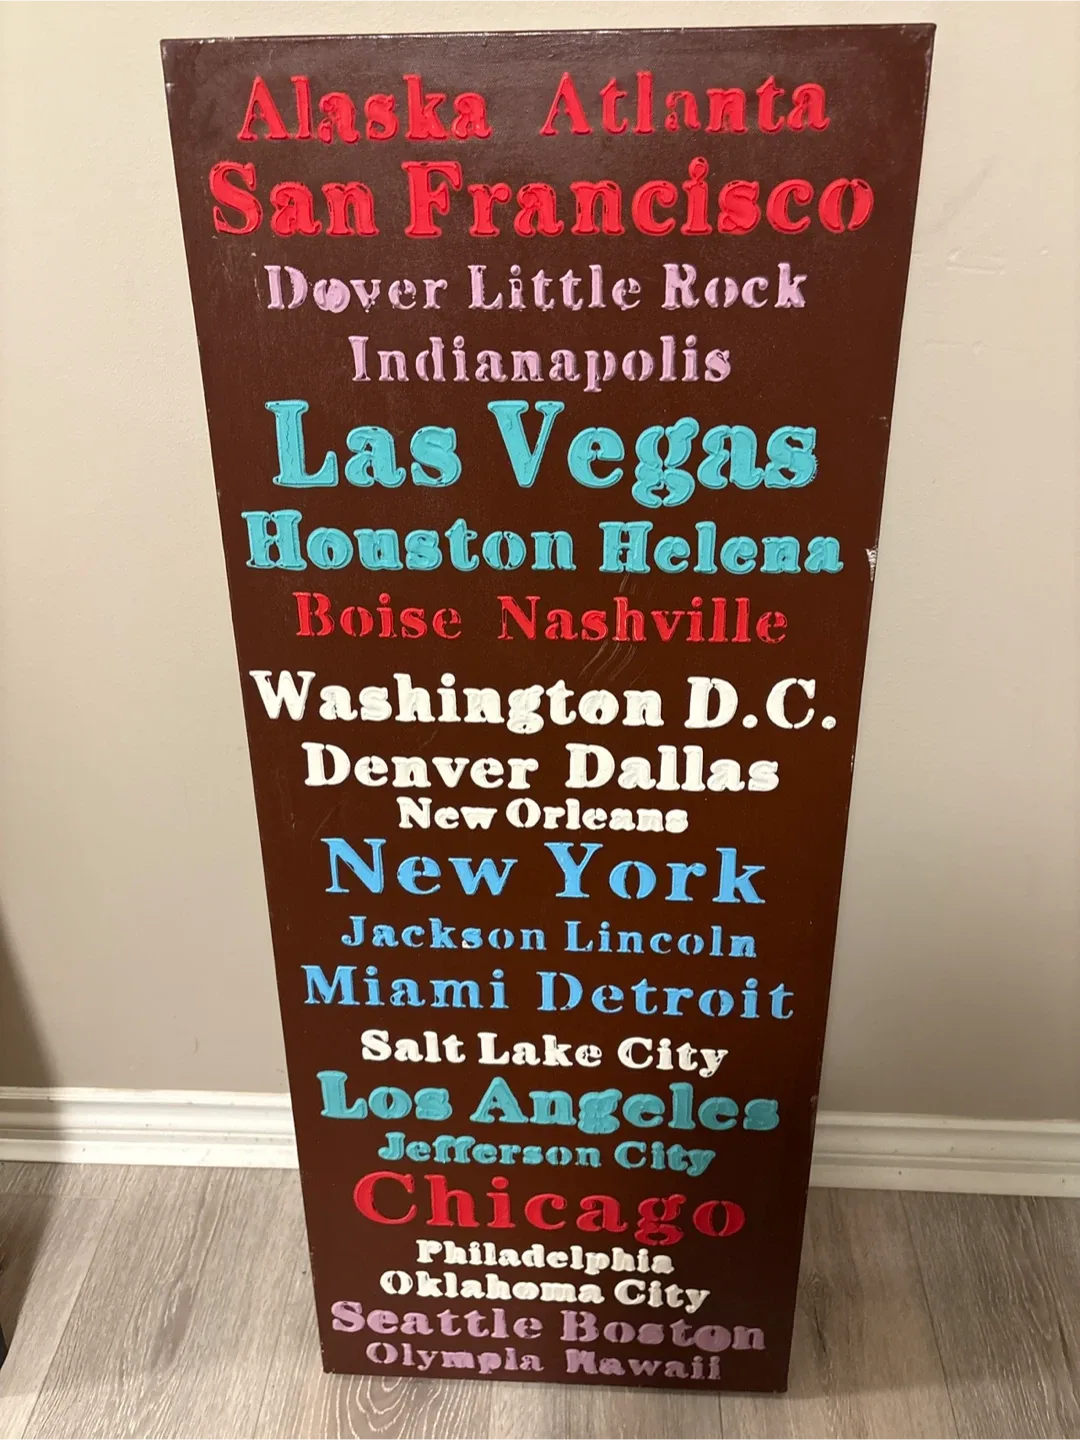 Alaska Atlanta
San Francisco
Dover Little Rock
Indianapolis
Las Vegas
Houston Helena
Boise Nashville
Washington D.C.
Denver Dallas
New Orleans
New York
Jackson Lincoln
Miami Detroit
Salt Lake City
Los Angeles
Jefferson City
Chicago
Philadelphia
Oklahoma City
Seattle Boston
Olympia Hawaii